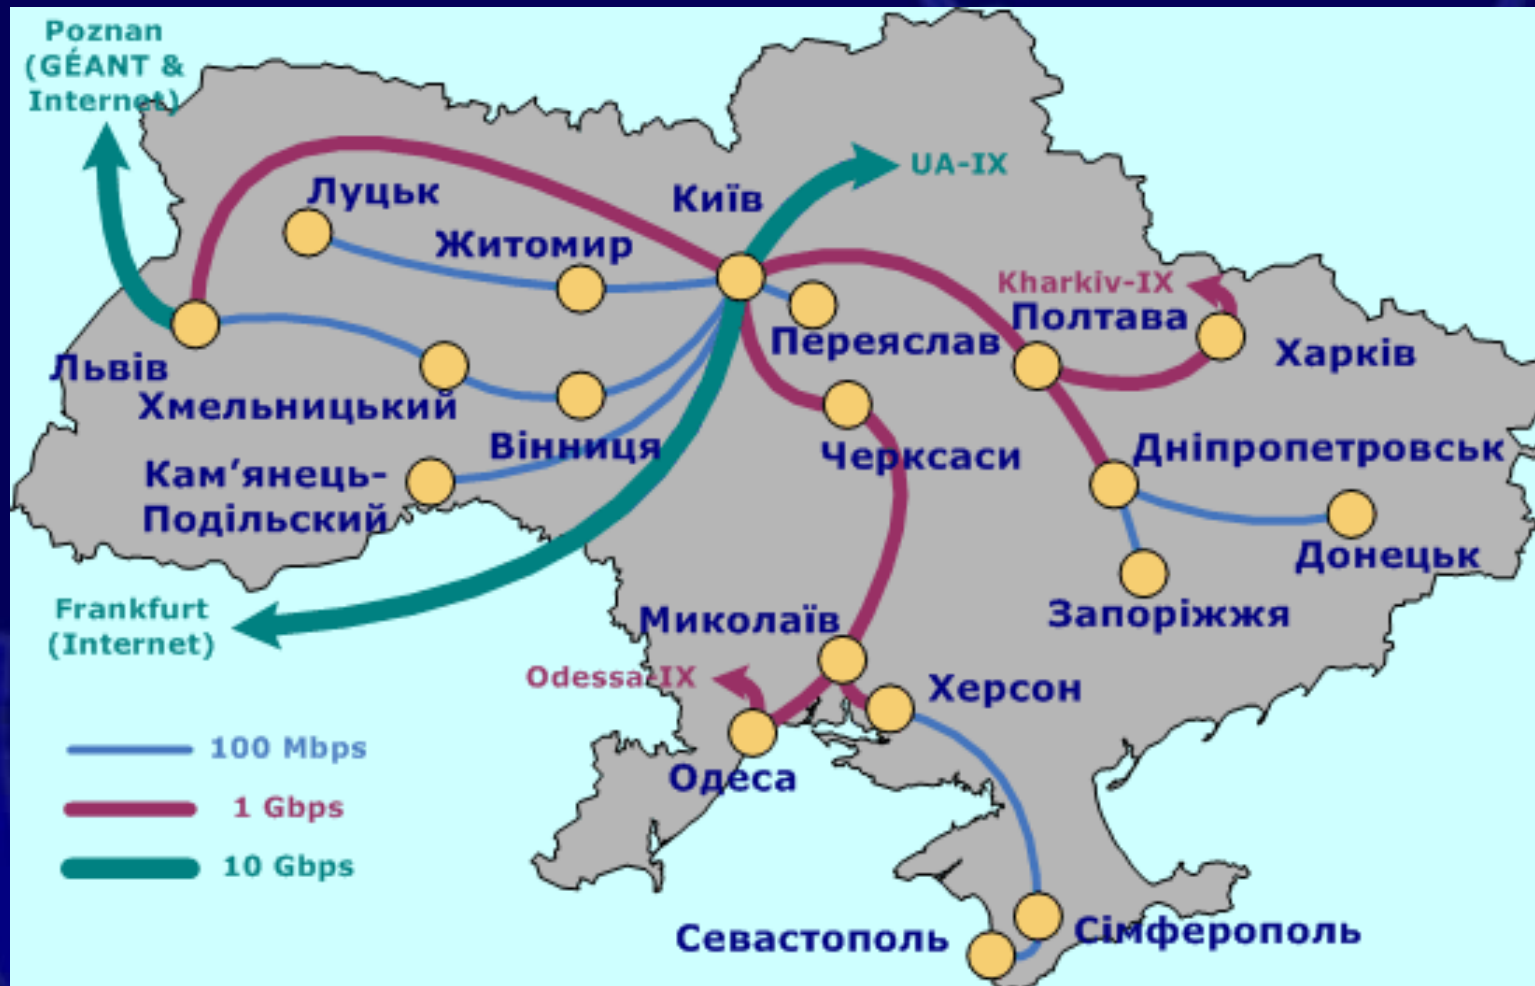 Poznan
(GÉANT &
Internet)
UA-IX
Київ
Луцьк
Житомир
Kharkiv-IX
Полтава
Переяслав
Харків
Львів
Хмельницький
Вінниця
Черксаси
Дніпропетровськ
Кам’янець-
Подільский
Донецьк
Frankfurt
(Internet)
Миколаїв
Запоріжжя
Odessa-IX
Херсон
100 Mbps
Одеса
1 Gbps
10 Gbps
Севастополь
Сімферополь